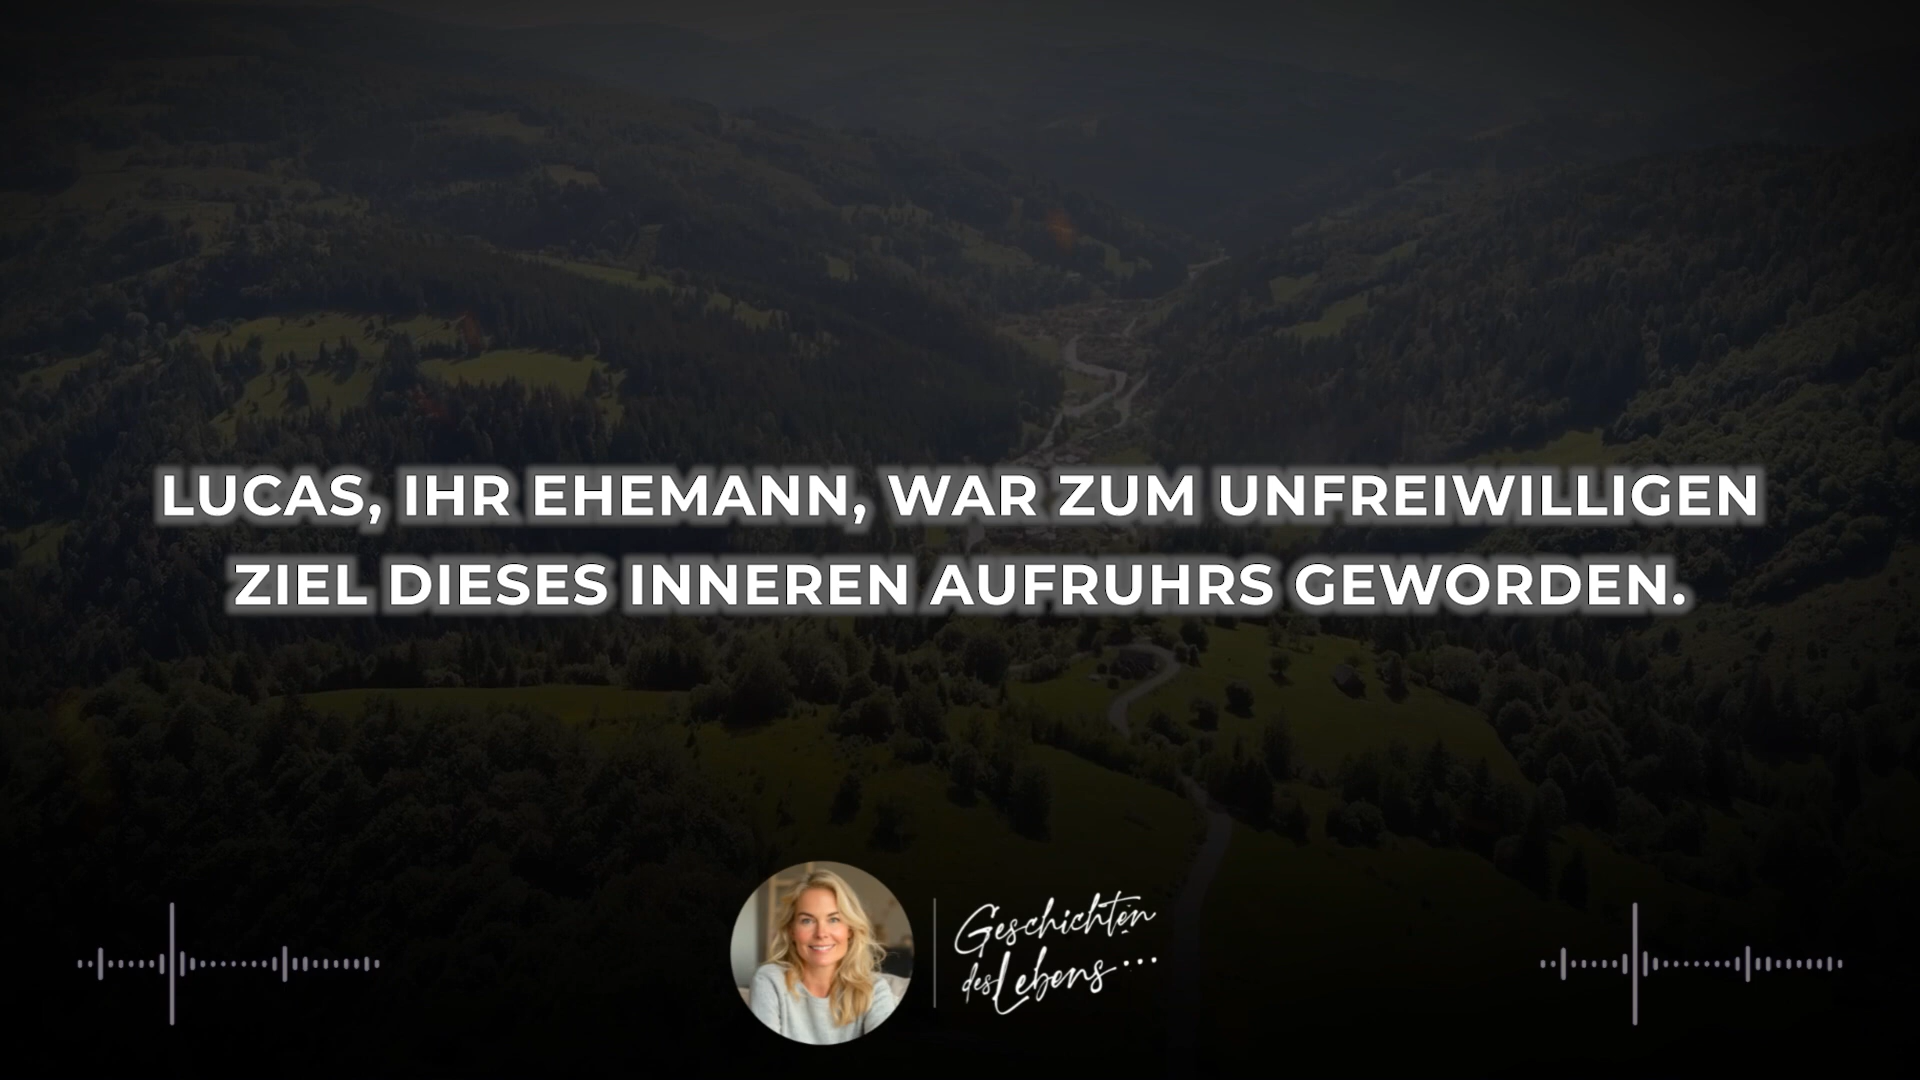 LUCAS, IHR EHEMANN, WAR ZUM UNFREIWILLIGEN
ZIEL DIESES INNEREN AUFRUHRS GEWORDEN.
Geschichten
des Lebens...